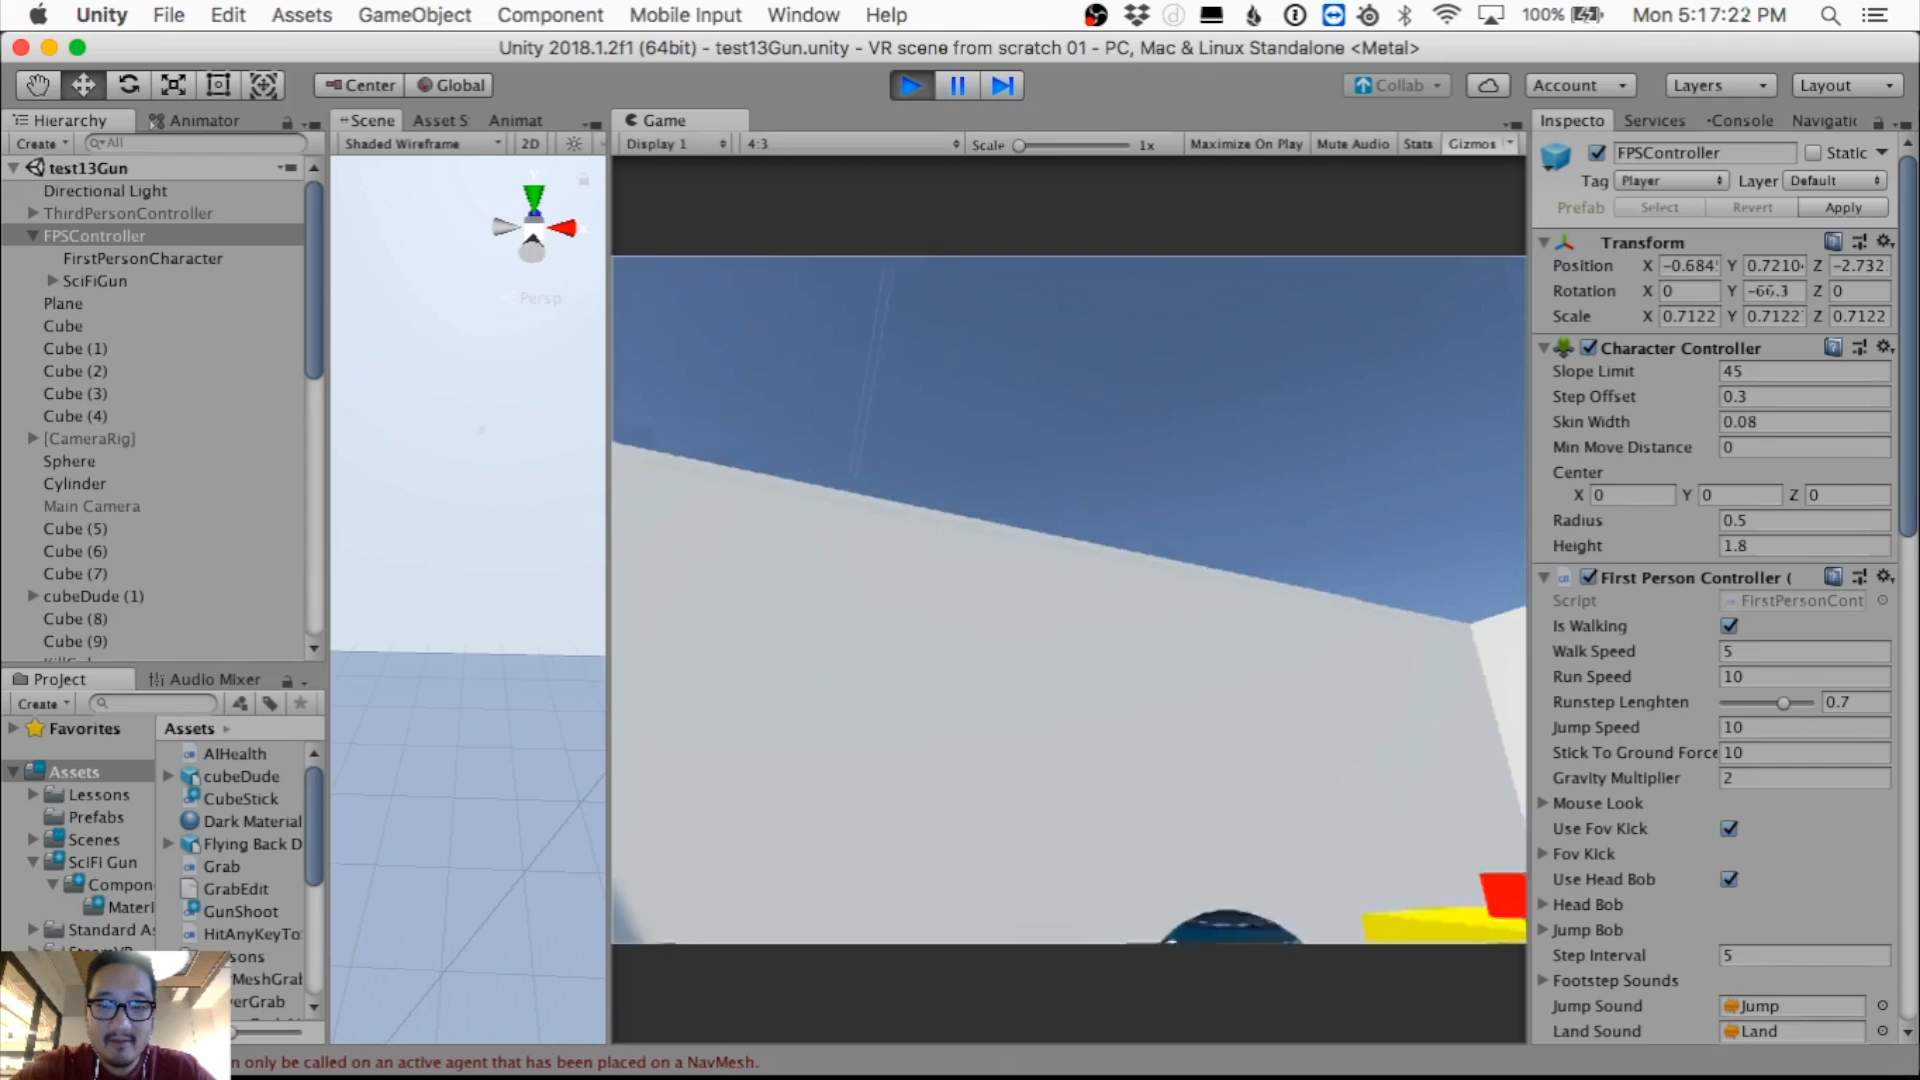 Unity File Edit Assets GameObject Component Mobile Input Window Help 100% Mon 5:17:22 PM
Unity 2018.1.2f1 (64bit) - test13Gun.unity - VR scene from scratch 01 - PC, Mac & Linux Standalone <Metal>
Center Global Collab Account Layers Layout
Hierarchy Animator
Create All
test13Gun
Directional Light
ThirdPersonController
FPSController
FirstPersonCharacter
SciFiGun
Plane
Cube
Cube (1)
Cube (2)
Cube (3)
Cube (4)
[CameraRig]
Sphere
Cylinder
Main Camera
Cube (5)
Cube (6)
Cube (7)
cubeDude (1)
Cube (8)
Cube (9)
Project Audio Mixer
Create
Favorites
Assets
Lessons
Prefabs
Scenes
SciFi Gun
Compon
Materl
Standard As
Assets
AIHealth
cubeDude
CubeStick
Dark Material
Flying Back D
Grab
GrabEdit
GunShoot
HitAnyKeyTo
sons
MeshGral
verGrab
n only be called on an active agent that has been placed on a NavMesh.
Scene Asset S Animat
Shaded Wireframe 2D
Y
Persp
Game
Display 1 4:3 Scale 1x Maximize On Play Mute Audio Stats Gizmos
Inspecto Services Console Navigatic
FPSController Static
Tag Player Layer Default
Prefab Select Revert Apply
Transform
Position X -0.684 Y 0.7210 Z -2.732
Rotation X 0 Y -66.3 Z 0
Scale X 0.7122 Y 0.7122 Z 0.7122
Character Controller
Slope Limit 45
Step Offset 0.3
Skin Width 0.08
Min Move Distance 0
Center
X 0 Y 0 Z 0
Radius 0.5
Height 1.8
First Person Controller (
Script FirstPersonCont
Is Walking
Walk Speed 5
Run Speed 10
Runstep Lenghten 0.7
Jump Speed 10
Stick To Ground Force 10
Gravity Multiplier 2
Mouse Look
Use Fov Kick
Fov Kick
Use Head Bob
Head Bob
Jump Bob
Step Interval 5
Footstep Sounds
Jump Sound Jump
Land Sound Land